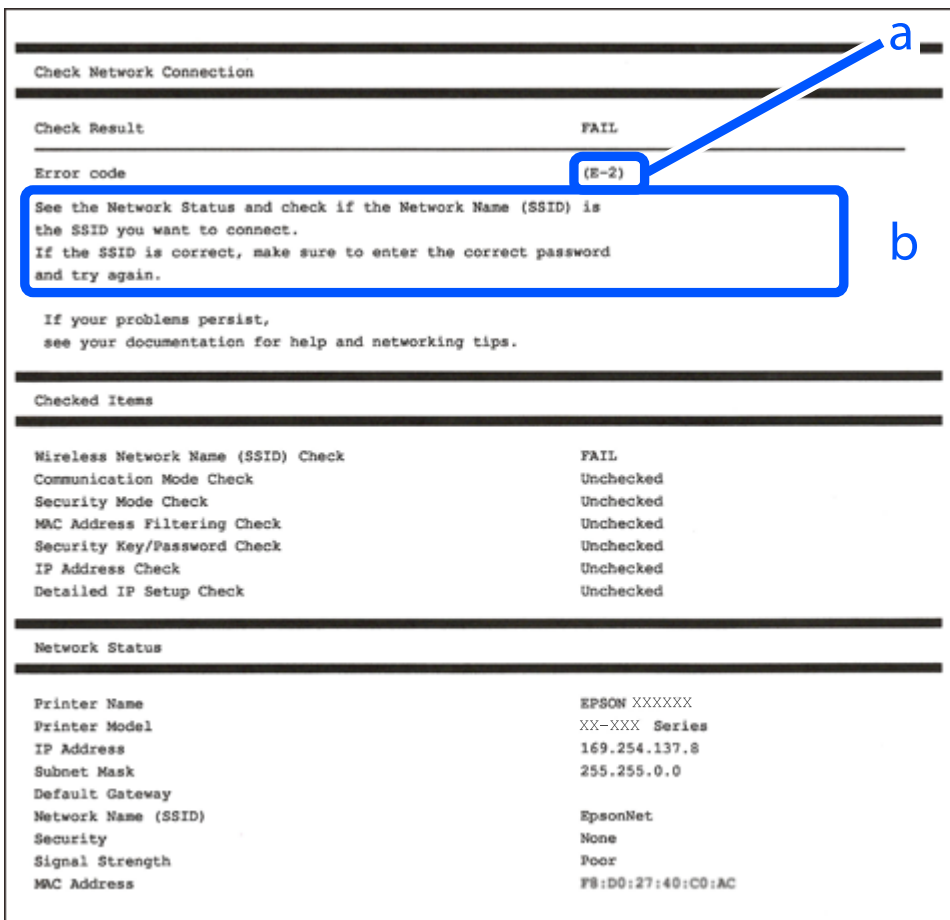 a
Check Network Connection
Check Result FAIL
Error code (E-2)
See the Network Status and check if the Network Name (SSID) is
the SSID you want to connect.
If the SSID is correct, make sure to enter the correct password
and try again.
b
If your problems persist,
see your documentation for help and networking tips.
Checked Items
Wireless Network Name (SSID) Check FAIL
Communication Mode Check Unchecked
Security Mode Check Unchecked
MAC Address Filtering Check Unchecked
Security Key/Password Check Unchecked
IP Address Check Unchecked
Detailed IP Setup Check Unchecked
Network Status
Printer Name EPSON XXXXXX
Printer Model XX-XXX Series
IP Address 169.254.137.8
Subnet Mask 255.255.0.0
Default Gateway
Network Name (SSID) EpsonNet
Security None
Signal Strength Poor
MAC Address F8:D0:27:40:C0:AC